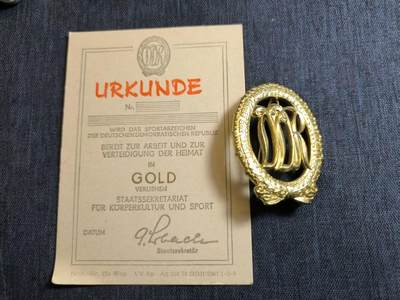 DDR
URKUNDE
Nr.
WIRD DAS SPORTABZEICHEN
DER DEUTSCHEN DEMOKRATISCHEN REPUBLIK
BEREIT ZUR ARBEIT UND ZUR
VERTEIDIGUNG DER HEIMAT
IN
GOLD
VERLIEHEN
STAATSSEKRETARIAT
FÜR KÖRPERKULTUR UND SPORT
DATUM
Staatssekretär
DDR